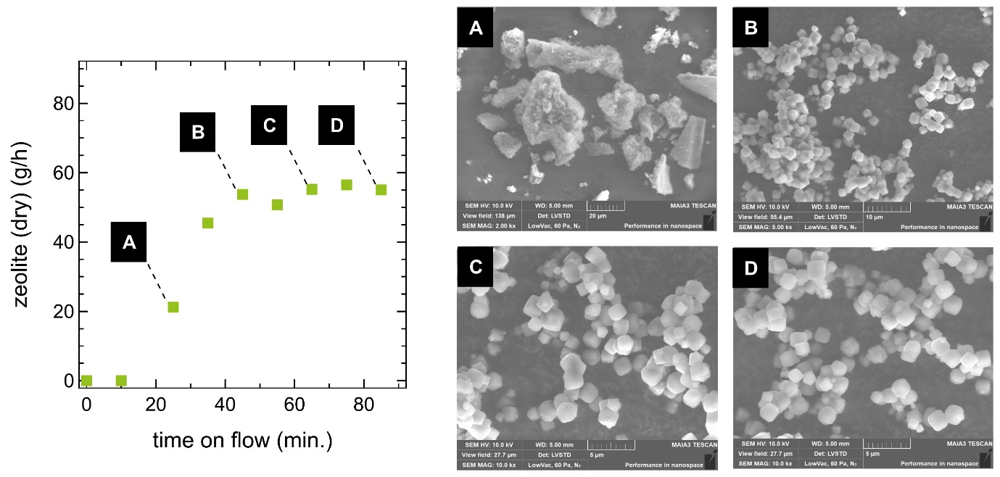 zeolite (dry) (g/h)
80
60
40
20
0
0 20 40 60 80
time on flow (min.)
A
B
C
D
A
SEM HV: 10.0 kV WD: 5.00 mm MAIA3 TESCAN
View field: 138 µm Det: LVSTD 20 µm
SEM MAG: 2.00 kx LowVac, 60 Pa, N₂ Performance in nanospace
B
SEM HV: 10.0 kV WD: 5.00 mm MAIA3 TESCAN
View field: 55.4 µm Det: LVSTD 10 µm
SEM MAG: 5.00 kx LowVac, 60 Pa, N₂ Performance in nanospace
C
SEM HV: 10.0 kV WD: 5.00 mm MAIA3 TESCAN
View field: 27.7 µm Det: LVSTD 5 µm
SEM MAG: 10.0 kx LowVac, 60 Pa, N₂ Performance in nanospace
D
SEM HV: 10.0 kV WD: 5.00 mm MAIA3 TESCAN
View field: 27.7 µm Det: LVSTD 5 µm
SEM MAG: 10.0 kx LowVac, 60 Pa, N₂ Performance in nanospace